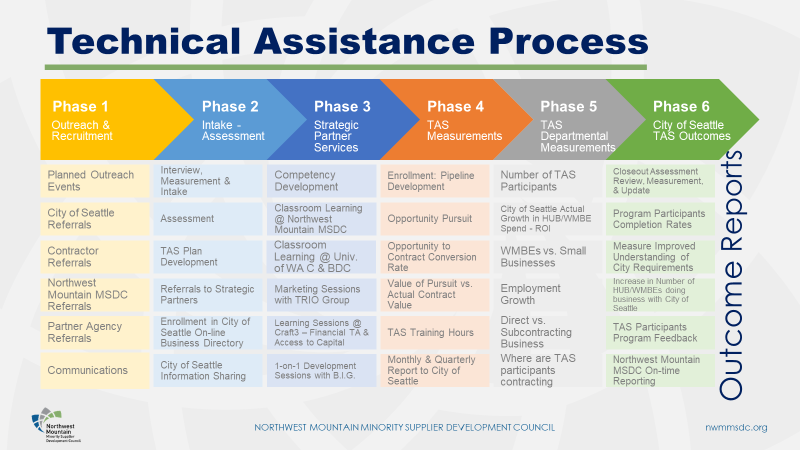 Technical Assistance Process
Phase 1
Outreach &
Recruitment
Phase 2
Intake -
Assessment
Phase 3
Strategic
Partner
Services
Phase 4
TAS
Measurements
Phase 5
TAS
Departmental
Measurements
Phase 6
City of Seattle
TAS Outcomes
Planned Outreach
Events
Interview,
Measurement &
Intake
Competency
Development
Enrollment: Pipeline
Development
Number of TAS
Participants
Closeout Assessment
Review, Measurement,
& Update
City of Seattle
Referrals
Assessment
Classroom Learning
@ Northwest
Mountain MSDC
Opportunity Pursuit
City of Seattle Actual
Growth in HUB/WMBE
Spend - ROI
Program Participants
Completion Rates
Contractor
Referrals
TAS Plan
Development
Classroom
Learning @ Univ.
of WA C & BDC
Opportunity to
Contract Conversion
Rate
WMBEs vs. Small
Businesses
Measure Improved
Understanding of
City Requirements
Northwest
Mountain MSDC
Referrals
Referrals to Strategic
Partners
Marketing Sessions
with TRIO Group
Value of Pursuit vs.
Actual Contract
Value
Employment
Growth
Increase in Number of
HUB/WMBEs doing
business with City of
Seattle
Partner Agency
Referrals
Enrollment in City of
Seattle On-line
Business Directory
Learning Sessions @
Craft3 – Financial TA &
Access to Capital
TAS Training Hours
Direct vs.
Subcontracting
Business
TAS Participants
Program Feedback
Communications
City of Seattle
Information Sharing
1-on-1 Development
Sessions with B.I.G.
Monthly & Quarterly
Report to City of
Seattle
Where are TAS
participants
contracting
Northwest Mountain
MSDC On-time
Reporting
Outcome Reports
Northwest
Mountain
Minority Supplier
Development Council
NORTHWEST MOUNTAIN MINORITY SUPPLIER DEVELOPMENT COUNCIL
nwmmsdc.org